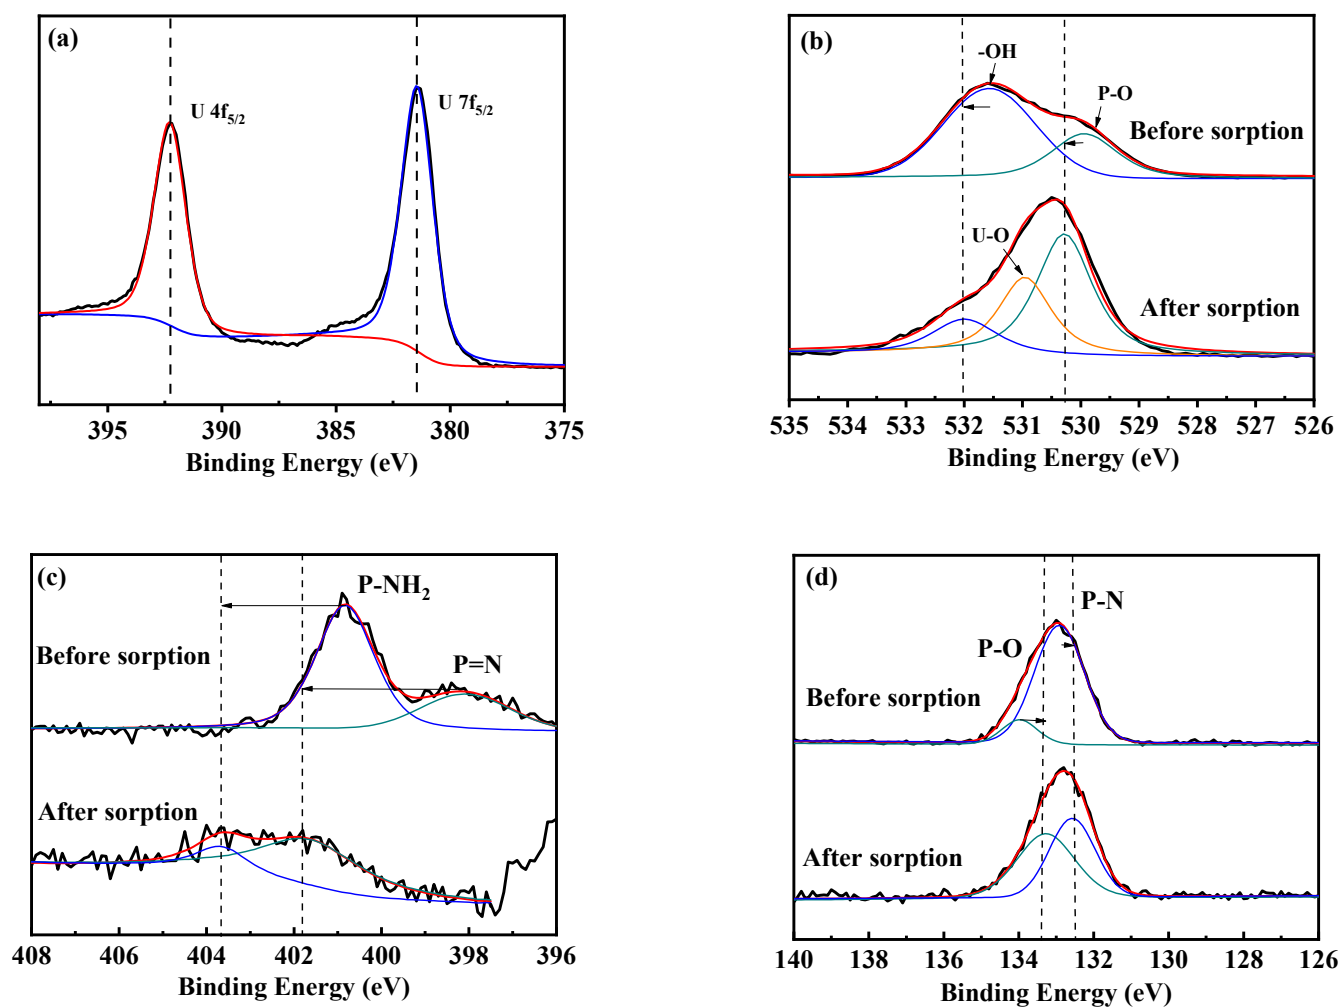 (a)
U 4f5/2
U 7f5/2
395 390 385 380 375
Binding Energy (eV)
(b)
-OH
P-O
Before sorption
U-O
After sorption
535 534 533 532 531 530 529 528 527 526
Binding Energy (eV)
(c)
P-NH2
Before sorption
P=N
After sorption
408 406 404 402 400 398 396
Binding Energy (eV)
(d)
P-N
P-O
Before sorption
After sorption
140 138 136 134 132 130 128 126
Binding Energy (eV)